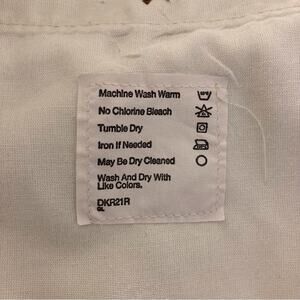 Machine Wash Warm
No Chlorine Bleach
Tumble Dry
Iron If Needed
May Be Dry Cleaned
Wash And Dry With
Like Colors.
DKR21R
GL